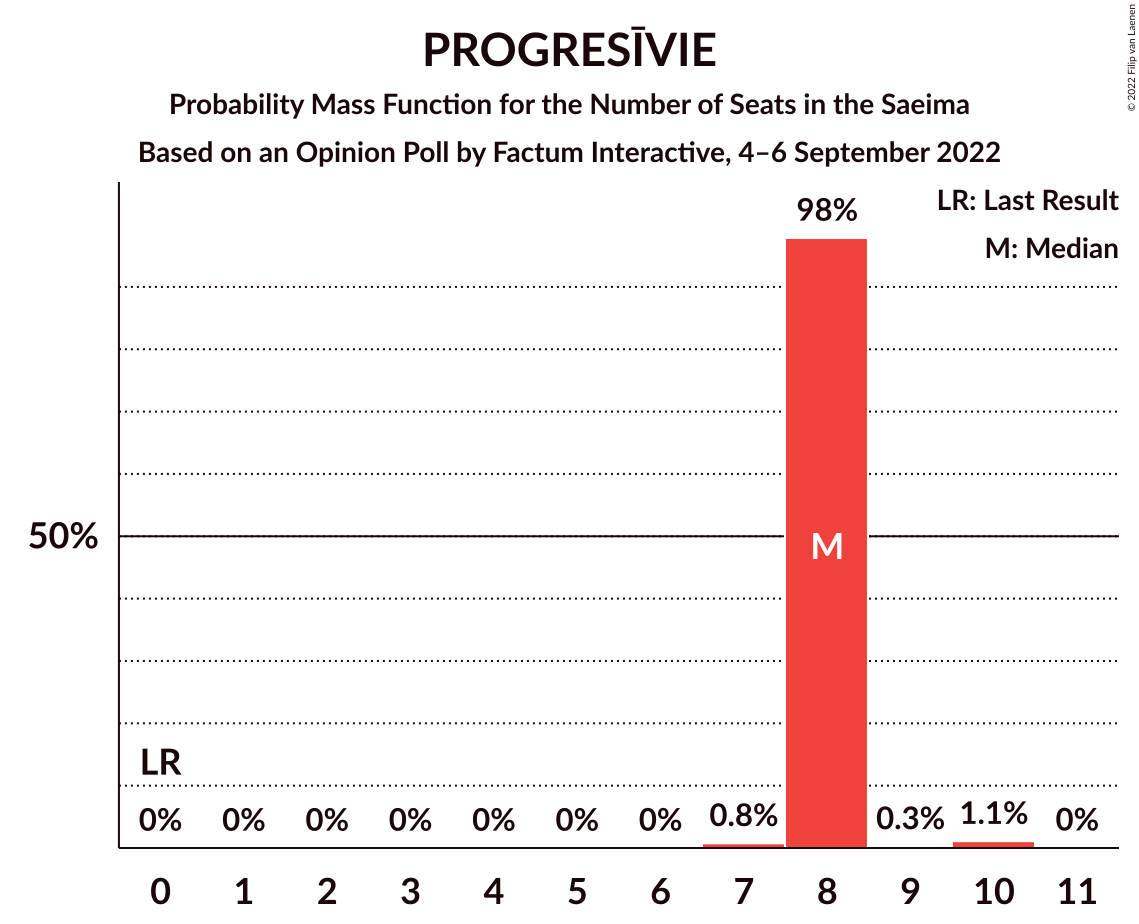 PROGRESĪVIE
Probability Mass Function for the Number of Seats in the Saeima
Based on an Opinion Poll by Factum Interactive, 4–6 September 2022
© 2022 Filip van Laenen
LR: Last Result
M: Median
98%
50%
M
LR
0% 0% 0% 0% 0% 0% 0% 0.8% 0.3% 1.1% 0%
0 1 2 3 4 5 6 7 8 9 10 11